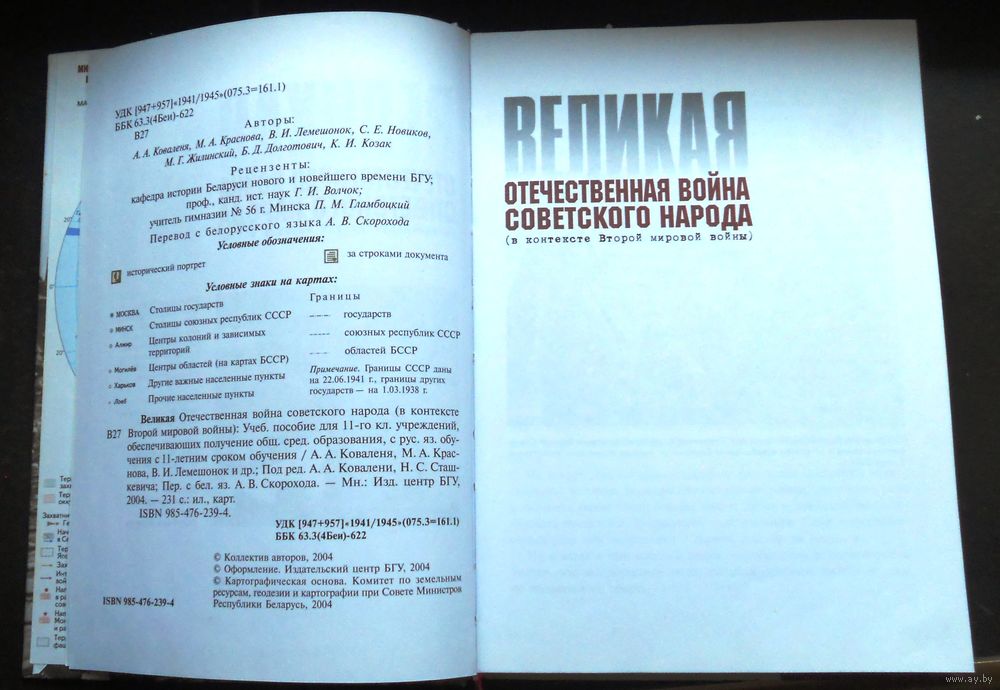 УДК [947+957]«1941/1945»(075.3=161.1)
ББК 63.3(4Беи)-622
В27
Авторы:
А. А. Коваленя, М. А. Краснова, В. И. Лемешонок, С. Е. Новиков,
М. Г. Жилинский, Б. Д. Долготович, К. И. Козак
Рецензенты:
кафедра истории Беларуси нового и новейшего времени БГУ;
проф., канд. ист. наук Г. И. Волчок;
учитель гимназии № 56 г. Минска П. М. Гламбоцкий
Перевод с белорусского языка А. В. Скорохода
Условные обозначения:
исторический портрет
за строками документа
Условные знаки на картах:
МОСКВА Столицы государств
МИНСК Столицы союзных республик СССР
Алжир Центры колоний и зависимых
территорий
Могилёв Центры областей (на картах БССР)
Харьков Другие важные населенные пункты
Лоев Прочие населенные пункты
Границы
государств
союзных республик СССР
областей БССР
Примечание. Границы СССР даны
на 22.06.1941 г., границы других
государств — на 1.03.1938 г.
Великая Отечественная война советского народа (в контексте
В27 Второй мировой войны): Учеб. пособие для 11-го кл. учреждений,
обеспечивающих получение общ. сред. образования, с рус. яз. обу-
чения с 11-летним сроком обучения / А. А. Коваленя, М. А. Крас-
нова, В. И. Лемешонок и др.; Под ред. А. А. Ковалени, Н. С. Сташ-
кевича; Пер. с бел. яз. А. В. Скорохода. — Мн.: Изд. центр БГУ,
2004. — 231 с.: ил., карт.
ISBN 985-476-239-4.
УДК [947+957]«1941/1945»(075.3=161.1)
ББК 63.3(4Беи)-622
© Коллектив авторов, 2004
© Оформление. Издательский центр БГУ, 2004
© Картографическая основа. Комитет по земельным
ресурсам, геодезии и картографии при Совете Министров
Республики Беларусь, 2004
ISBN 985-476-239-4
ВЕЛИКАЯ
ОТЕЧЕСТВЕННАЯ ВОЙНА
СОВЕТСКОГО НАРОДА
(в контексте Второй мировой войны)
www.ay.by